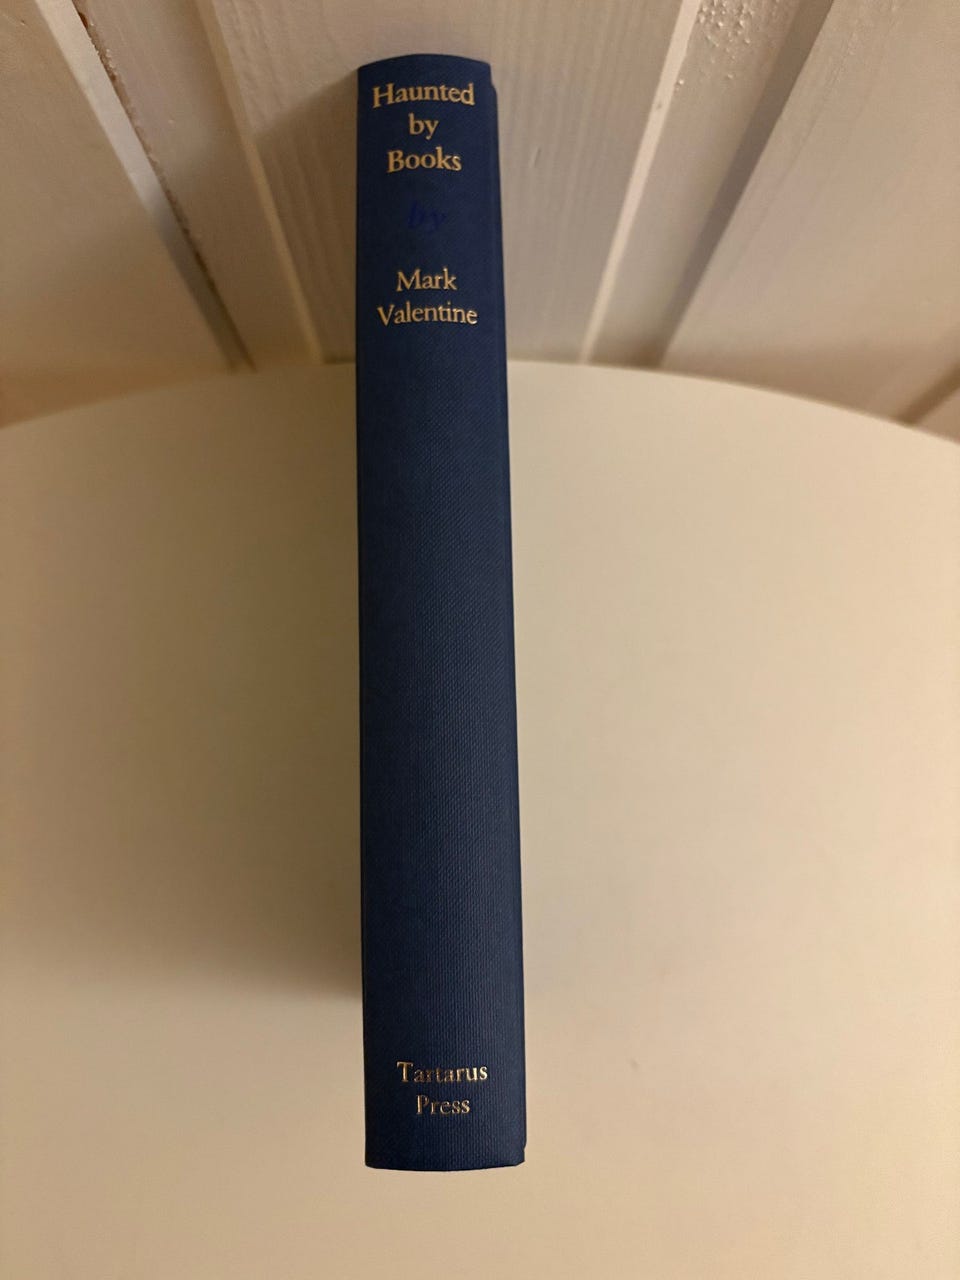 Haunted
by
Books
by
Mark
Valentine
Tartarus
Press